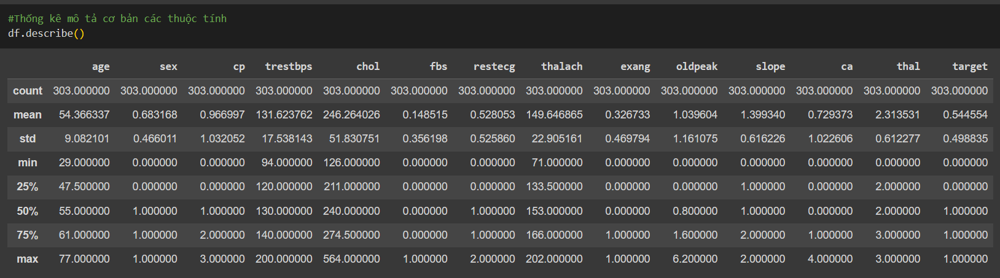 #Thống kê mô tả cơ bản các thuộc tính
df.describe()
age sex cp trestbps chol fbs restecg thalach exang oldpeak slope ca thal target
count 303.000000 303.000000 303.000000 303.000000 303.000000 303.000000 303.000000 303.000000 303.000000 303.000000 303.000000 303.000000 303.000000 303.000000
mean 54.366337 0.683168 0.966997 131.623762 246.264026 0.148515 0.528053 149.646865 0.326733 1.039604 1.399340 0.729373 2.313531 0.544554
std 9.082101 0.466011 1.032052 17.538143 51.830751 0.356198 0.525860 22.905161 0.469794 1.161075 0.616226 1.022606 0.612277 0.498835
min 29.000000 0.000000 0.000000 94.000000 126.000000 0.000000 0.000000 71.000000 0.000000 0.000000 0.000000 0.000000 0.000000 0.000000
25% 47.500000 0.000000 0.000000 120.000000 211.000000 0.000000 0.000000 133.500000 0.000000 0.000000 1.000000 0.000000 2.000000 0.000000
50% 55.000000 1.000000 1.000000 130.000000 240.000000 0.000000 1.000000 153.000000 0.000000 0.800000 1.000000 0.000000 2.000000 1.000000
75% 61.000000 1.000000 2.000000 140.000000 274.500000 0.000000 1.000000 166.000000 1.000000 1.600000 2.000000 1.000000 3.000000 1.000000
max 77.000000 1.000000 3.000000 200.000000 564.000000 1.000000 2.000000 202.000000 1.000000 6.200000 2.000000 4.000000 3.000000 1.000000